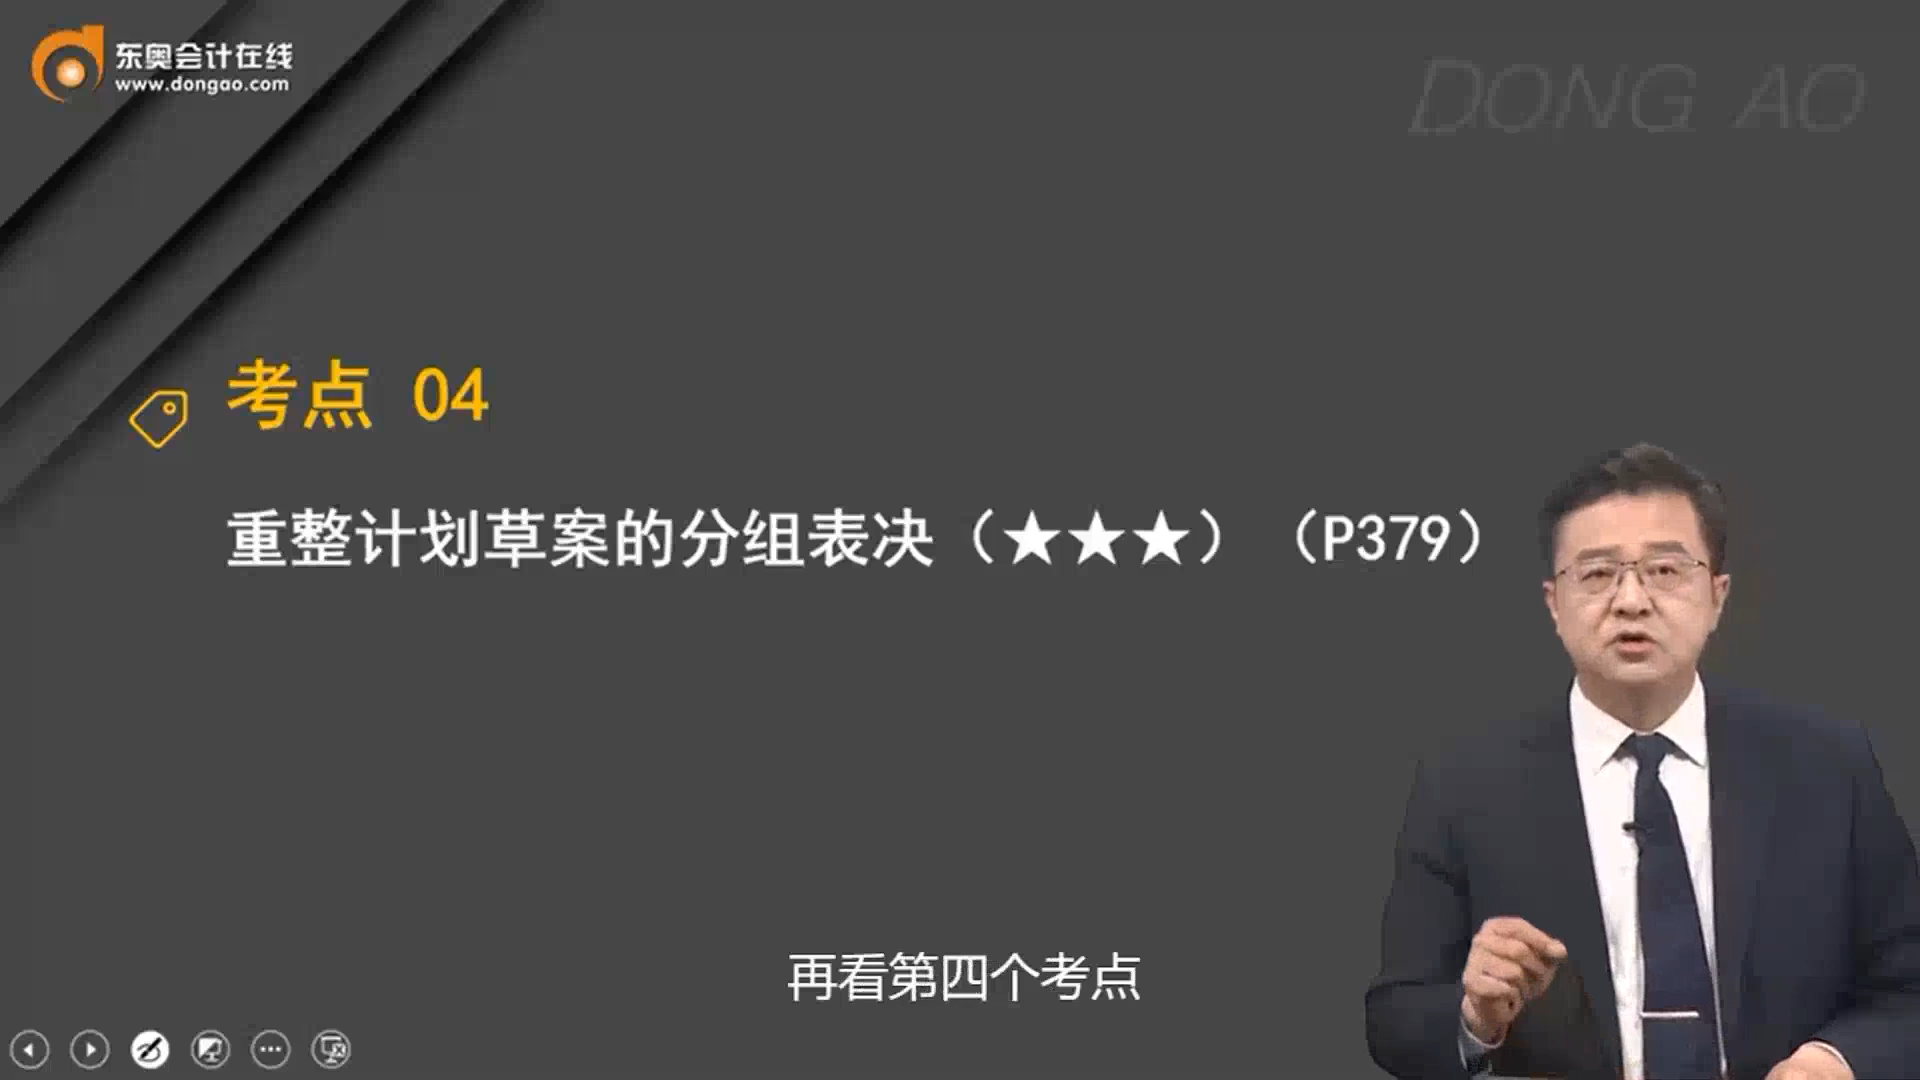 东奥会计在线
www.dongao.com
DONG AO
考点 04
重整计划草案的分组表决（★★★）（P379）
再看第四个考点